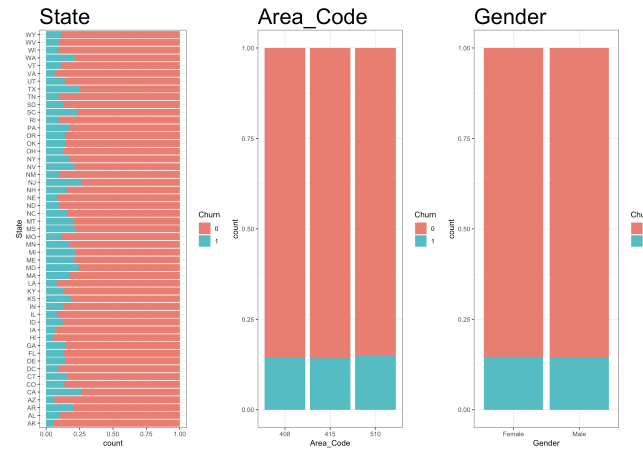 State
WY
WV
WI
WA
VT
VA
UT
TX
TN
SD
SC
RI
PA
OR
OK
OH
NY
NV
NM
NJ
NH
NE
ND
NC
MT
MS
MO
MN
MI
ME
MD
MA
LA
KY
KS
IN
IL
ID
IA
HI
GA
FL
DE
DC
CT
CO
CA
AZ
AR
AL
AK
State
0.00 0.25 0.50 0.75 1.00
count
Churn
0
1
Area_Code
1.00
0.75
0.50
0.25
0.00
count
408 415 510
Area_Code
Churn
0
1
Gender
1.00
0.75
0.50
0.25
0.00
count
Female Male
Gender
Chu